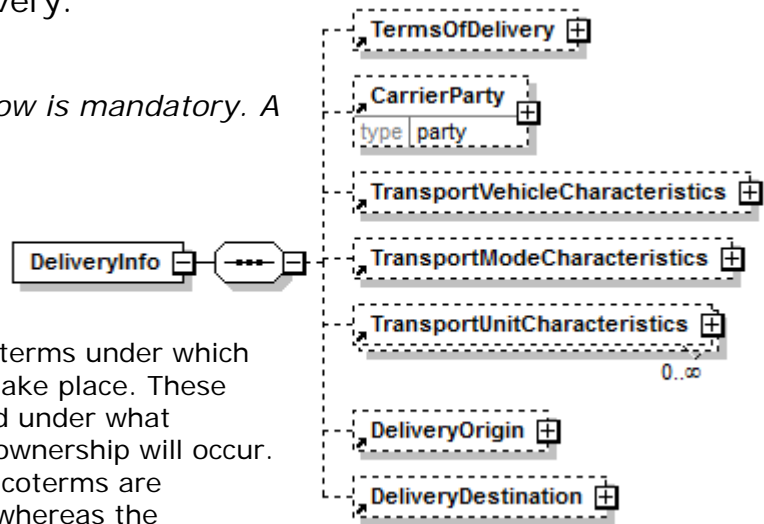 very.
TermsOfDelivery
ow is mandatory. A
CarrierParty
type party
TransportVehicleCharacteristics
DeliveryInfo
TransportModeCharacteristics
TransportUnitCharacteristics
0..∞
terms under which
ake place. These
d under what
ownership will occur.
coterms are
whereas the
DeliveryOrigin
DeliveryDestination